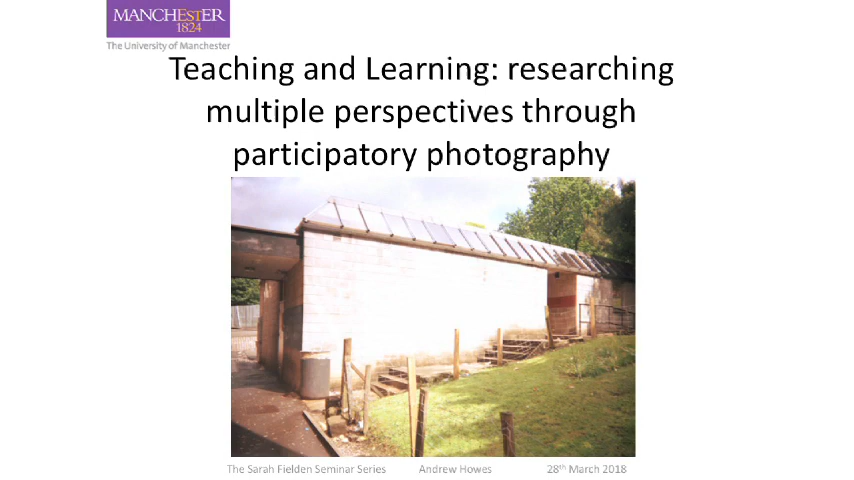 MANCHESTER
1824
The University of Manchester
Teaching and Learning: researching
multiple perspectives through
participatory photography
The Sarah Fielden Seminar Series Andrew Howes 28th March 2018